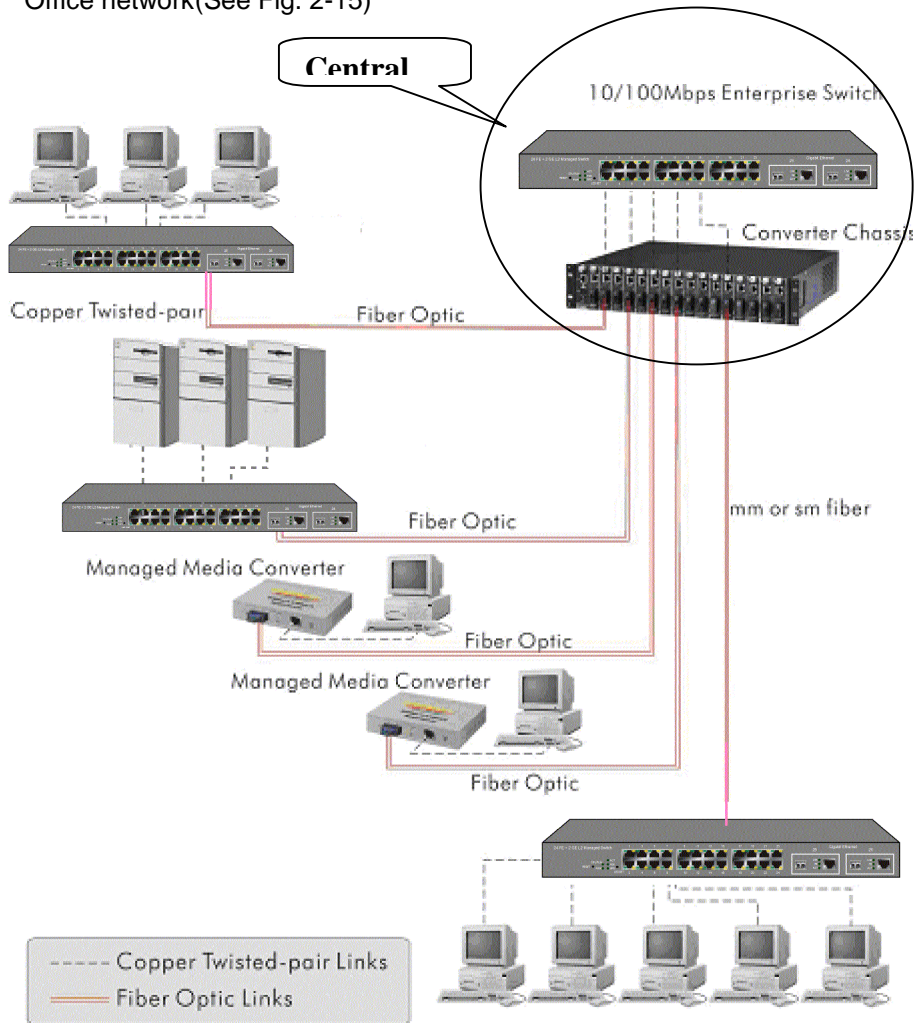 Office network(See Fig. 2-15)
Central
10/100Mbps Enterprise Switch
Converter Chassis
Copper Twisted-pair
Fiber Optic
Fiber Optic
mm or sm fiber
Managed Media Converter
Fiber Optic
Managed Media Converter
Fiber Optic
Copper Twisted-pair Links
Fiber Optic Links